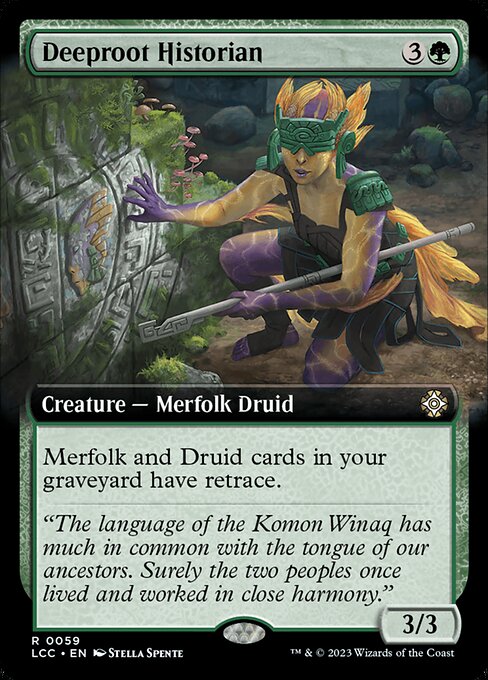 Deeproot Historian 3
Creature — Merfolk Druid
Merfolk and Druid cards in your
graveyard have retrace.
“The language of the Komon Winaq has
much in common with the tongue of our
ancestors. Surely the two peoples once
lived and worked in close harmony.”
3/3
R 0059
LCC • EN Stella Spente
™ & © 2023 Wizards of the Coast